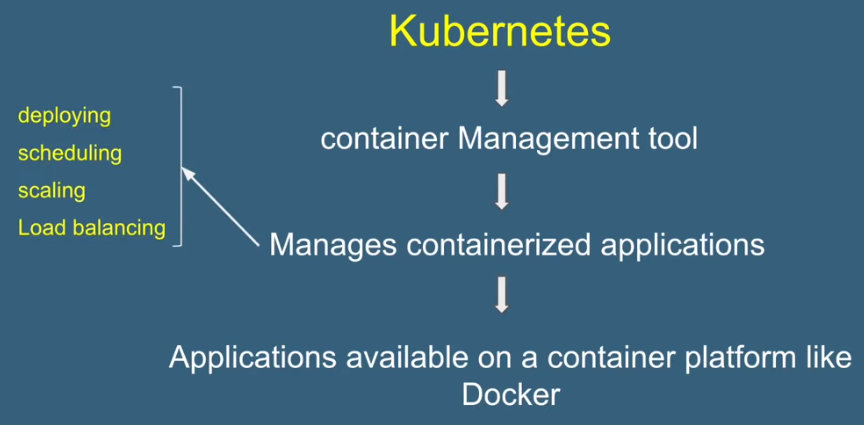 Kubernetes
container Management tool
deploying
scheduling
scaling
Load balancing
Manages containerized applications
Applications available on a container platform like
Docker